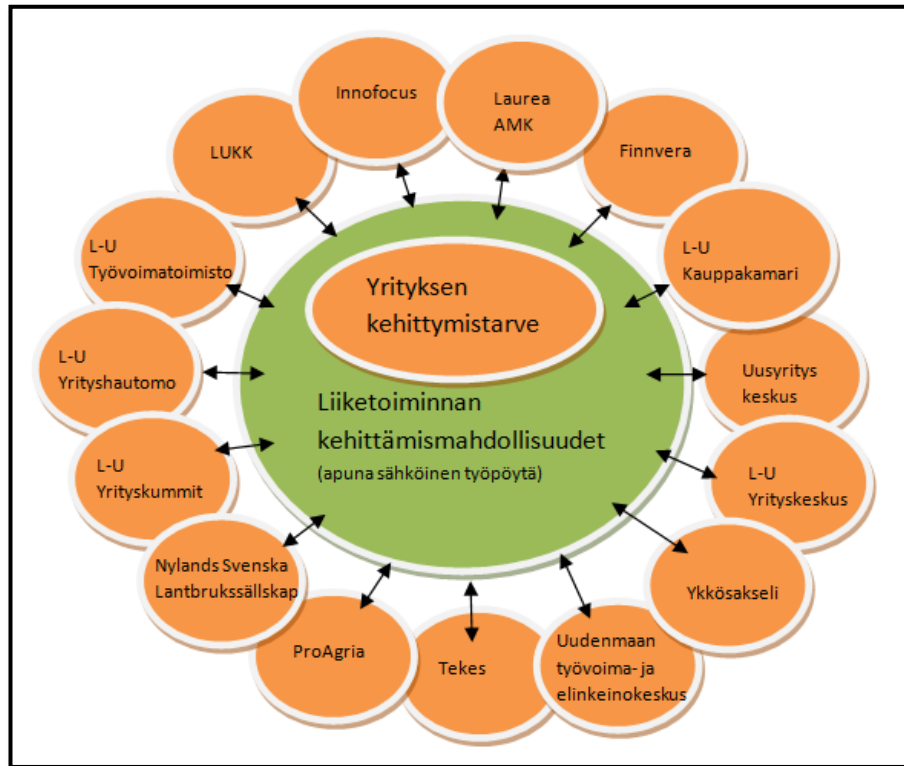 Innofocus
Laurea
AMK
Finnvera
L-U
Kauppakamari
Uusyritys
keskus
L-U
Yrityskeskus
Ykkösakseli
Uudenmaan
työvoima- ja
elinkeinokeskus
Tekes
ProAgria
Nylands Svenska
Lantbrukssällskap
L-U
Yrityskummit
L-U
Yrityshautomo
L-U
Työvoimatoimisto
LUKK
Yrityksen
kehittymistarve
Liiketoiminnan
kehittämismahdollisuudet
(apuna sähköinen työpöytä)